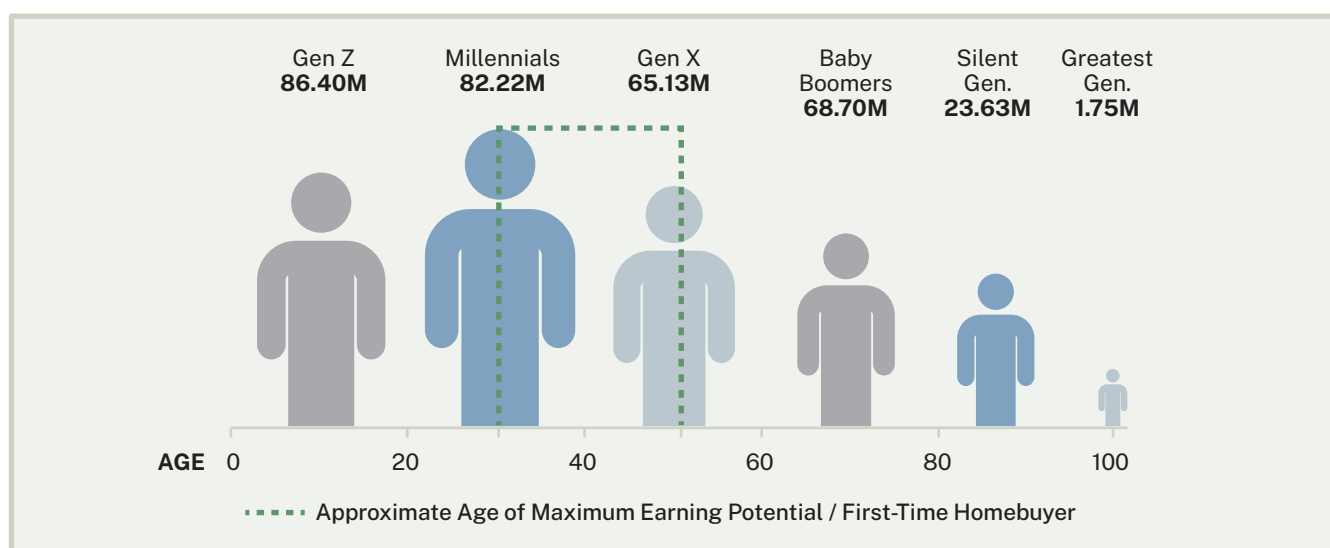 Gen Z
86.40M
Millennials
82.22M
Gen X
65.13M
Baby
Boomers
68.70M
Silent
Gen.
23.63M
Greatest
Gen.
1.75M
AGE 0 20 40 60 80 100
Approximate Age of Maximum Earning Potential / First-Time Homebuyer